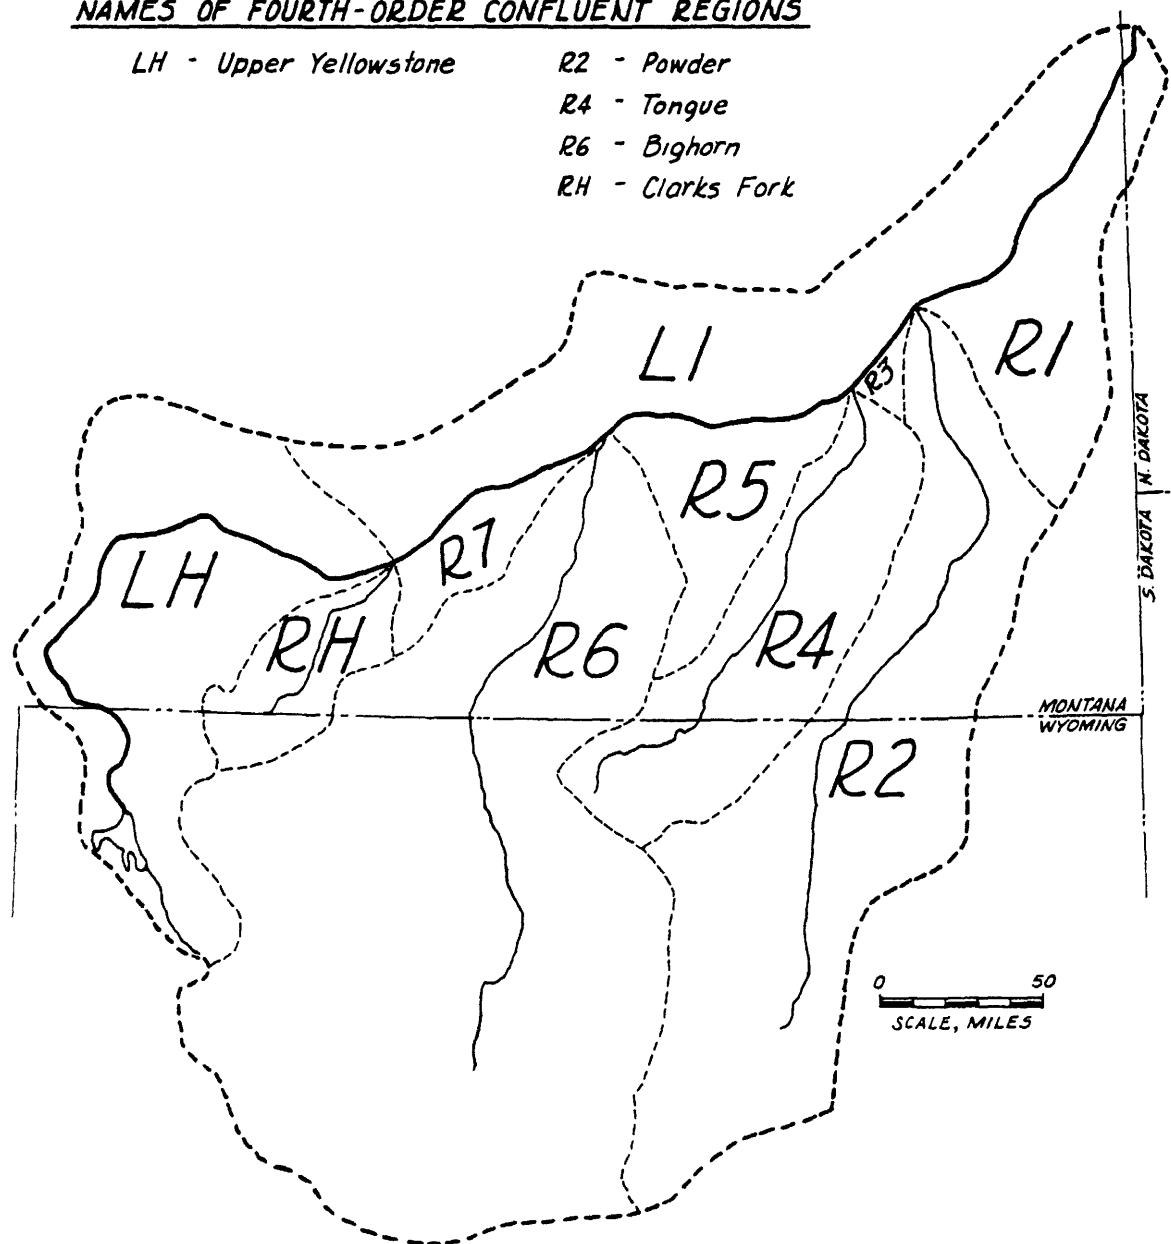 NAMES OF FOURTH-ORDER CONFLUENT REGIONS
LH - Upper Yellowstone
R2 - Powder
R4 - Tongue
R6 - Bighorn
RH - Clarks Fork
L1
R1
R3
R5
R7
LH
RH
R6
R4
R2
N. DAKOTA
S. DAKOTA
MONTANA
WYOMING
0 50
SCALE, MILES